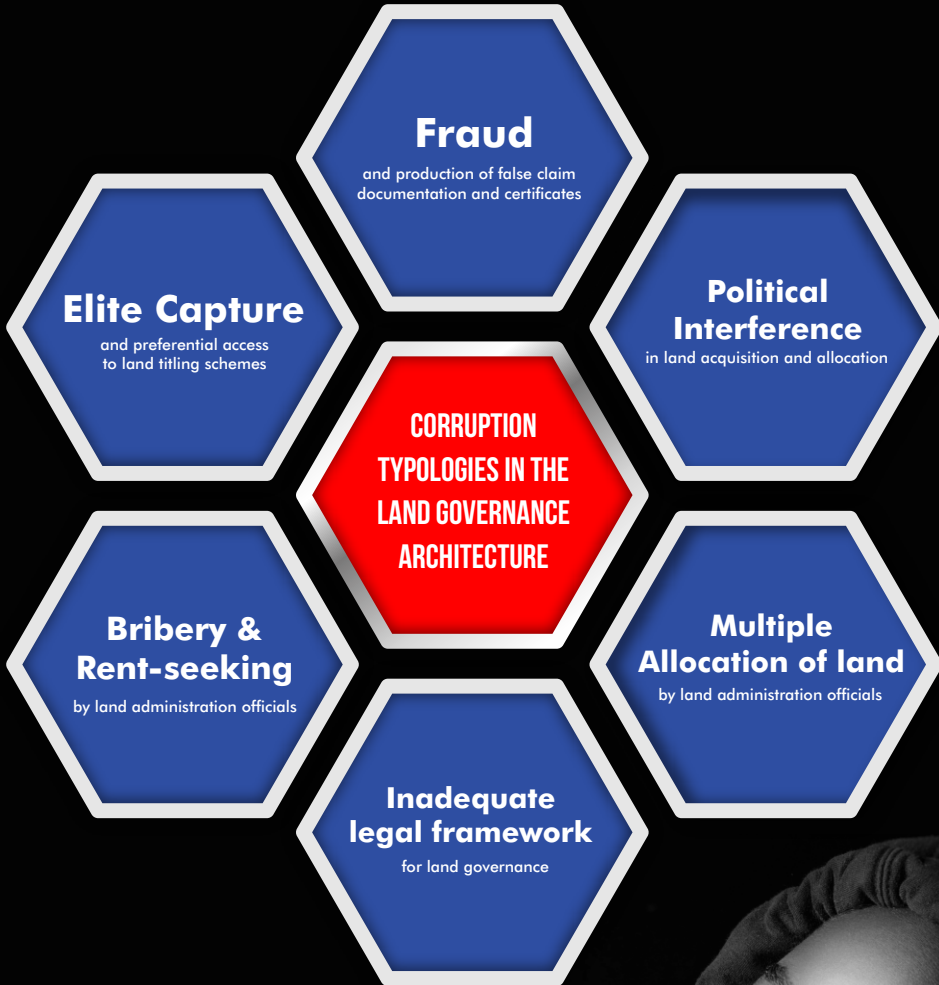 Fraud
and production of false claim
documentation and certificates
Elite Capture
and preferential access
to land titling schemes
Political
Interference
in land acquisition and allocation
CORRUPTION
TYPOLOGIES IN THE
LAND GOVERNANCE
ARCHITECTURE
Bribery &
Rent-seeking
by land administration officials
Multiple
Allocation of land
by land administration officials
Inadequate
legal framework
for land governance